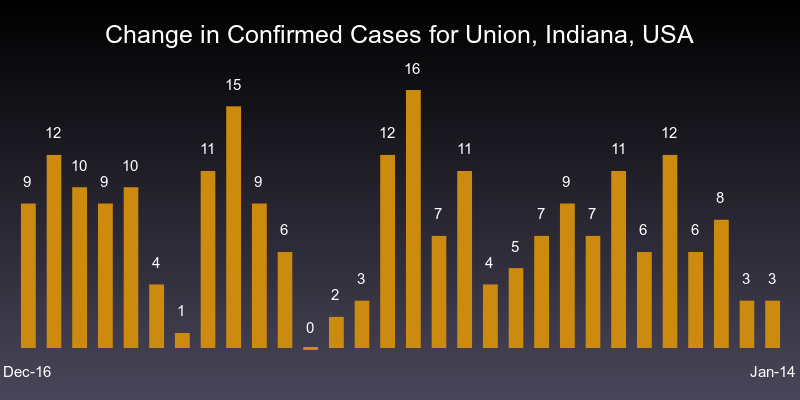 Change in Confirmed Cases for Union, Indiana, USA
9 12 10 9 10 4 1 11 15 9 6 0 2 3 12 16 7 11 4 5 7 9 7 11 6 12 6 8 3 3
Dec-16 Jan-14